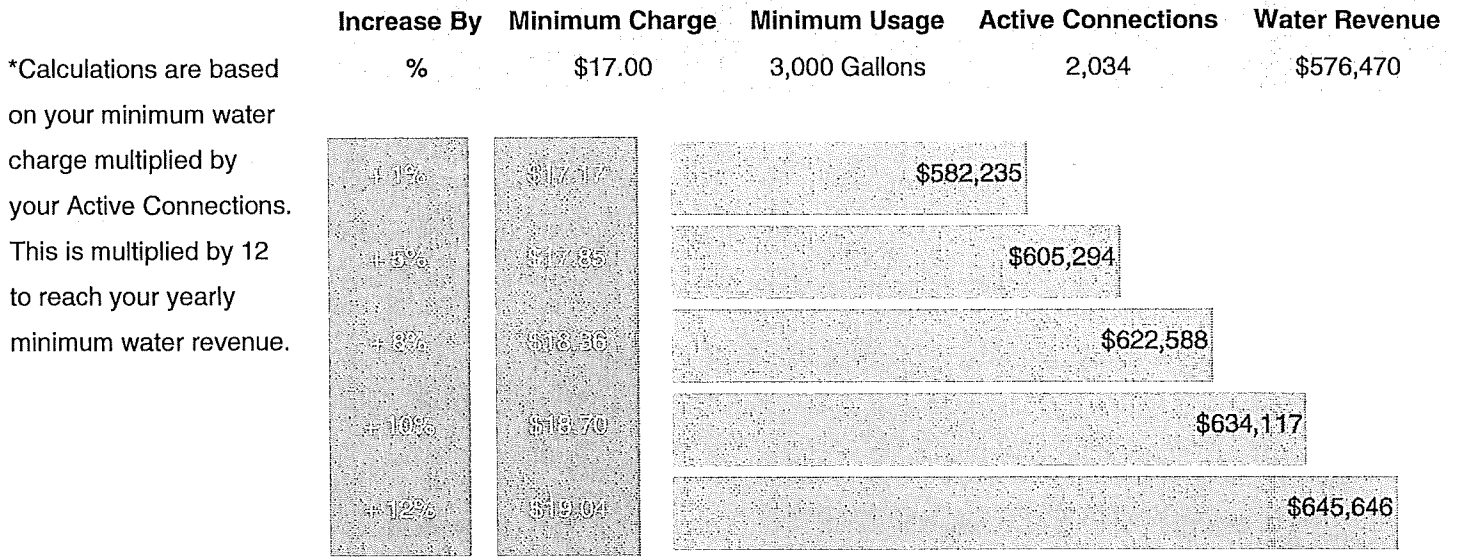 Increase By Minimum Charge Minimum Usage Active Connections Water Revenue
% $17.00 3,000 Gallons 2,034 $576,470
*Calculations are based
on your minimum water
charge multiplied by
your Active Connections.
This is multiplied by 12
to reach your yearly
minimum water revenue.
+ 1% $17.17 $582,235
+ 5% $17.85 $605,294
+ 8% $18.36 $622,588
+ 10% $18.70 $634,117
+ 12% $19.04 $645,646